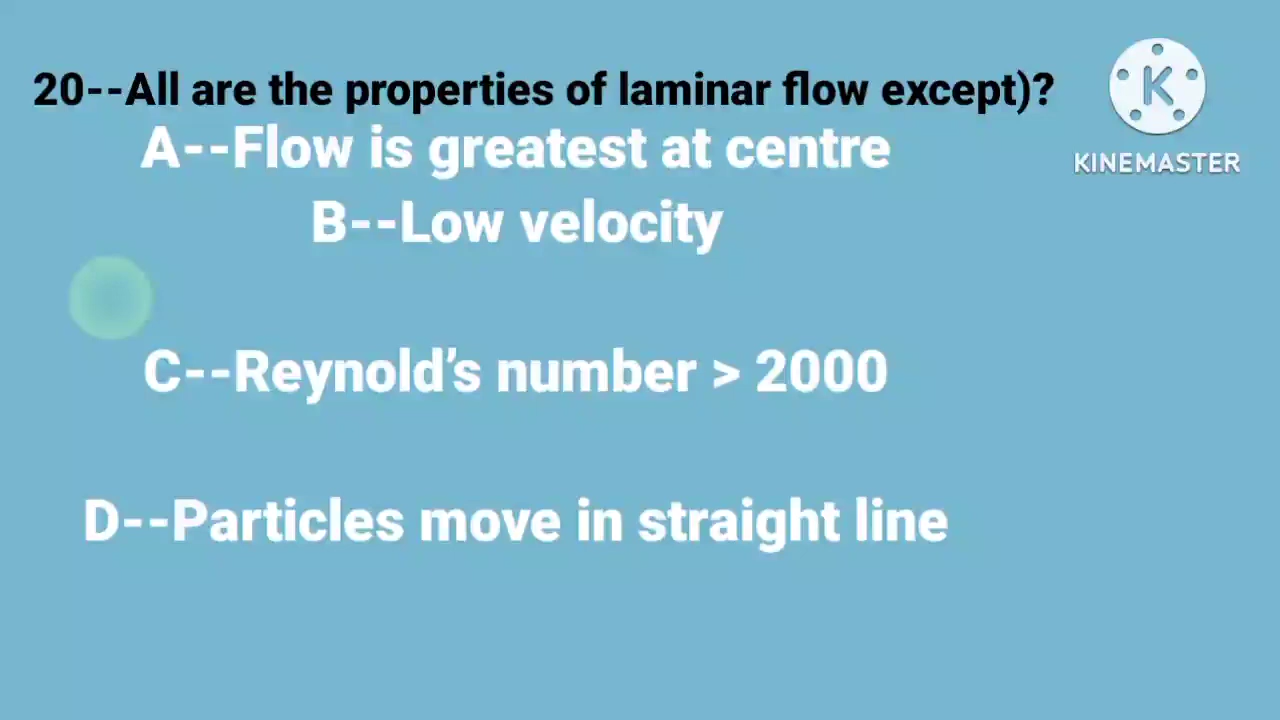 20--All are the properties of laminar flow except)?
A--Flow is greatest at centre
B--Low velocity
C--Reynold’s number > 2000
D--Particles move in straight line
K
KINEMASTER